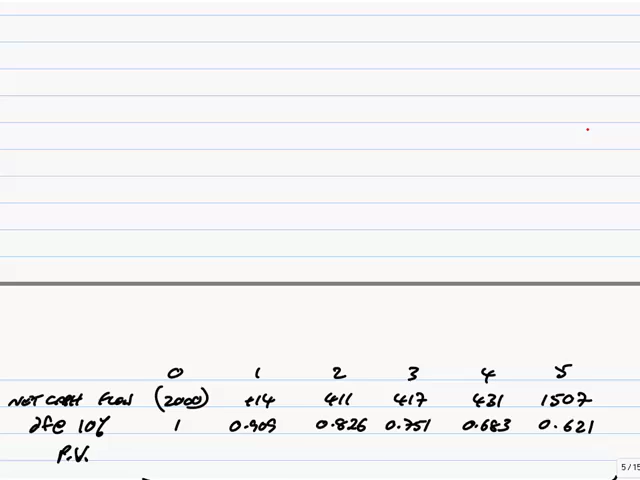 0 1 2 3 4 5
NET CASH FLOW (2000) 414 411 417 431 1507
df@ 10% 1 0.909 0.826 0.751 0.683 0.621
P.V.
5 / 15